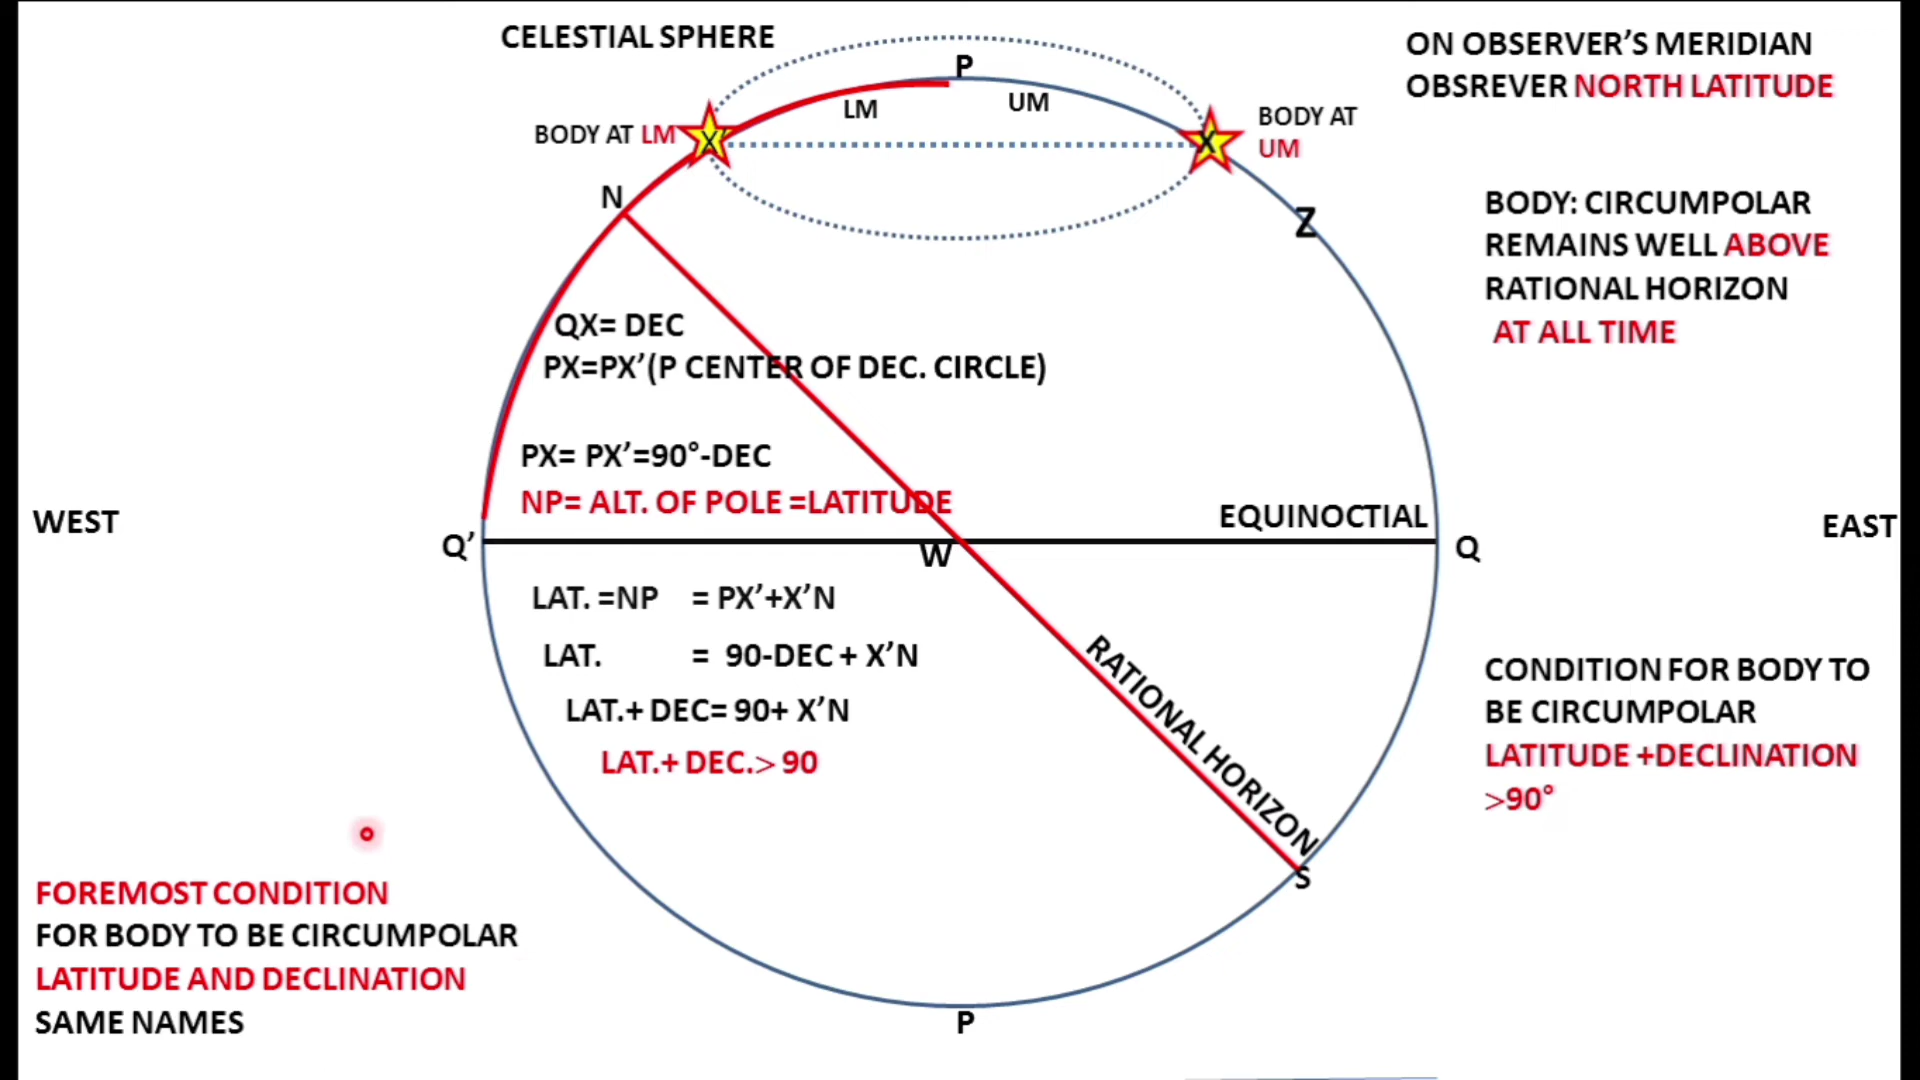 CELESTIAL SPHERE
ON OBSERVER’S MERIDIAN
OBSREVER NORTH LATITUDE
P
LM
UM
BODY AT LM
X’
X
BODY AT
UM
N
Z
BODY: CIRCUMPOLAR
REMAINS WELL ABOVE
RATIONAL HORIZON
AT ALL TIME
QX= DEC
PX=PX’(P CENTER OF DEC. CIRCLE)
PX= PX’=90°-DEC
NP= ALT. OF POLE =LATITUDE
WEST
EQUINOCTIAL
EAST
Q’
W
Q
LAT. =NP = PX’+X’N
LAT. = 90-DEC + X’N
LAT.+ DEC= 90+ X’N
LAT.+ DEC.> 90
RATIONAL HORIZON
S
CONDITION FOR BODY TO
BE CIRCUMPOLAR
LATITUDE +DECLINATION
>90°
FOREMOST CONDITION
FOR BODY TO BE CIRCUMPOLAR
LATITUDE AND DECLINATION
SAME NAMES
P